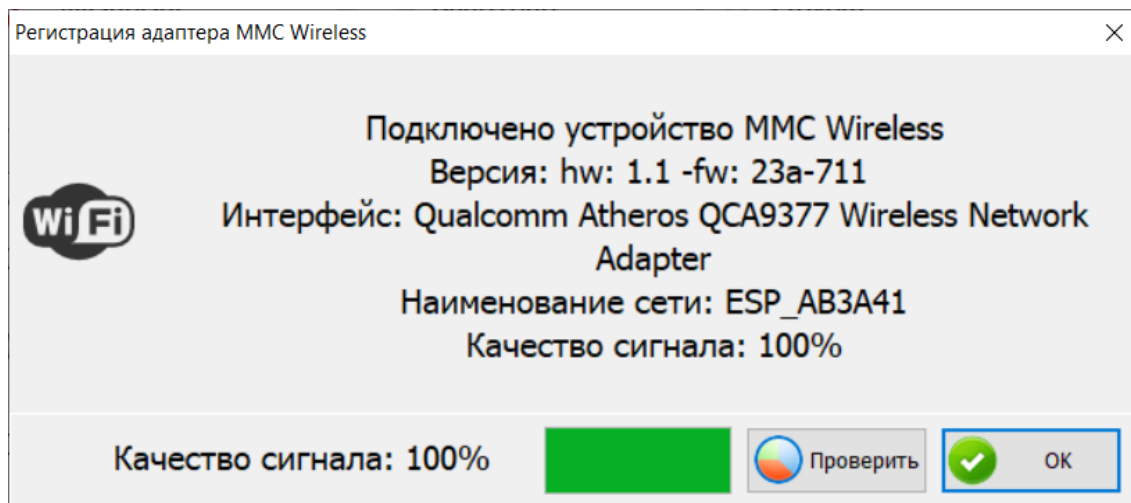 Регистрация адаптера MMC Wireless
Подключено устройство MMC Wireless
Версия: hw: 1.1 -fw: 23a-711
Wi Fi
Интерфейс: Qualcomm Atheros QCA9377 Wireless Network
Adapter
Наименование сети: ESP_AB3A41
Качество сигнала: 100%
Качество сигнала: 100%
Проверить
OK